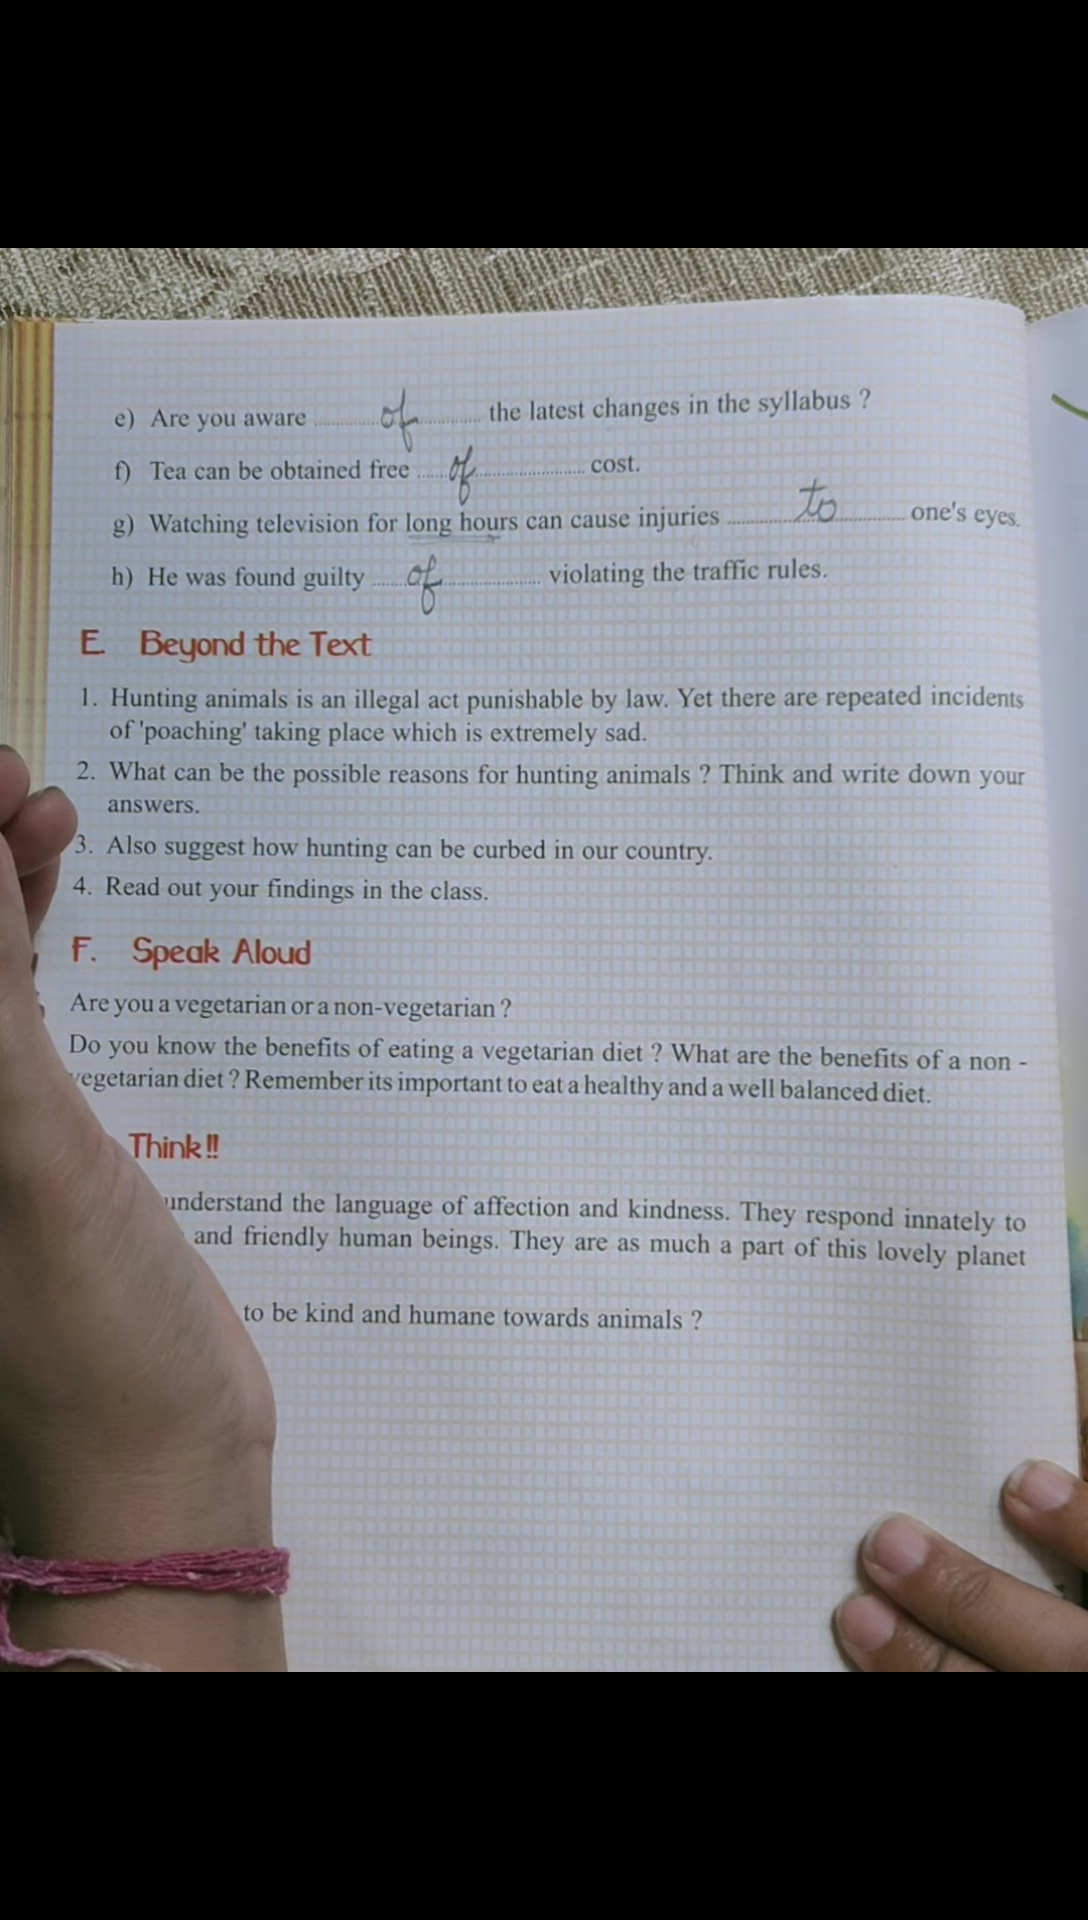 e) Are you aware .......... of .......... the latest changes in the syllabus ?
f) Tea can be obtained free ..... of .......... cost.
g) Watching television for long hours can cause injuries .......... to .......... one's eyes.
h) He was found guilty ..... of .......... violating the traffic rules.
E Beyond the Text
1. Hunting animals is an illegal act punishable by law. Yet there are repeated incidents
of 'poaching' taking place which is extremely sad.
2. What can be the possible reasons for hunting animals ? Think and write down your
answers.
3. Also suggest how hunting can be curbed in our country.
4. Read out your findings in the class.
F. Speak Aloud
Are you a vegetarian or a non-vegetarian ?
Do you know the benefits of eating a vegetarian diet ? What are the benefits of a non -
vegetarian diet ? Remember its important to eat a healthy and a well balanced diet.
Think !!
understand the language of affection and kindness. They respond innately to
and friendly human beings. They are as much a part of this lovely planet
to be kind and humane towards animals ?